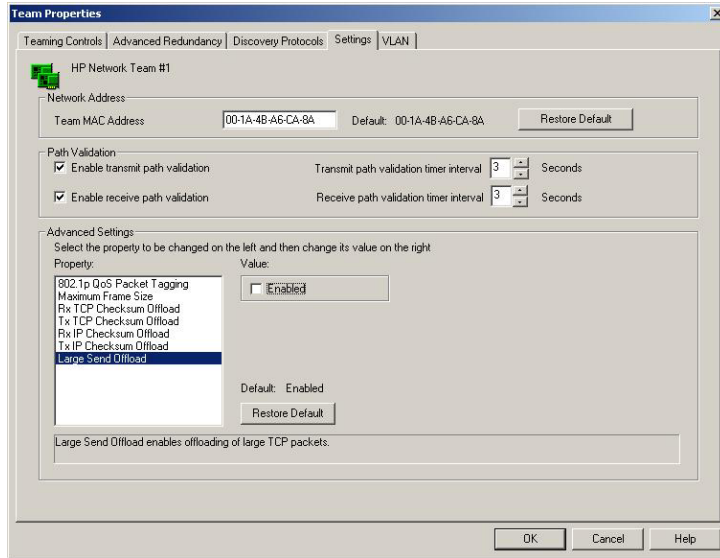 Team Properties
Teaming Controls
Advanced Redundancy
Discovery Protocols
Settings
VLAN
HP Network Team #1
Network Address
Team MAC Address
00-1A-4B-A6-CA-8A
Default: 00-1A-4B-A6-CA-8A
Restore Default
Path Validation
Enable transmit path validation
Transmit path validation timer interval
3
Seconds
Enable receive path validation
Receive path validation timer interval
3
Seconds
Advanced Settings
Select the property to be changed on the left and then change its value on the right
Property:
Value:
802.1p QoS Packet Tagging
Maximum Frame Size
Rx TCP Checksum Offload
Tx TCP Checksum Offload
Rx IP Checksum Offload
Tx IP Checksum Offload
Large Send Offload
Enabled
Default: Enabled
Restore Default
Large Send Offload enables offloading of large TCP packets.
OK
Cancel
Help